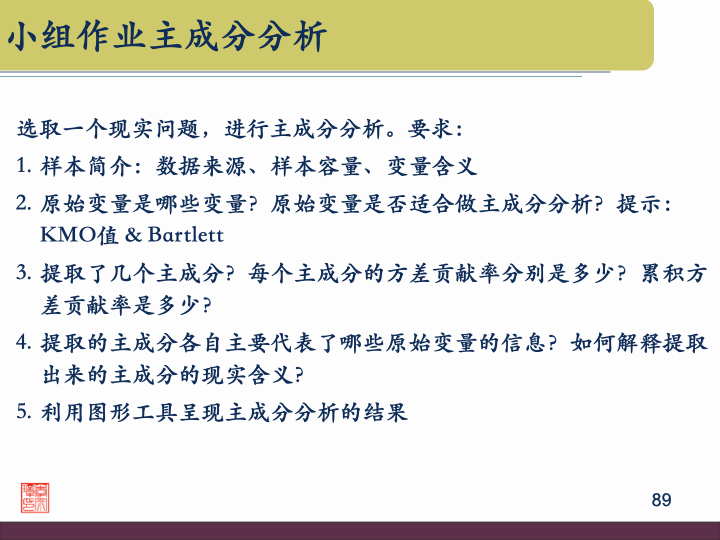 小组作业主成分分析
选取一个现实问题，进行主成分分析。要求：
1. 样本简介：数据来源、样本容量、变量含义
2. 原始变量是哪些变量？原始变量是否适合做主成分分析？提示：
KMO值 & Bartlett
3. 提取了几个主成分？每个主成分的方差贡献率分别是多少？累积方
差贡献率是多少？
4. 提取的主成分各自主要代表了哪些原始变量的信息？如何解释提取
出来的主成分的现实含义？
5. 利用图形工具呈现主成分分析的结果
89